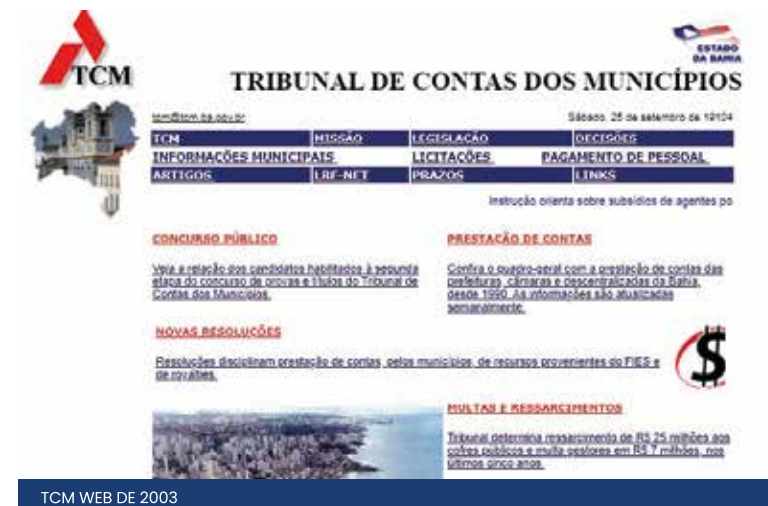 TCM
ESTADO
DA BAHIA
TRIBUNAL DE CONTAS DOS MUNICÍPIOS
tcm@tcm.ba.gov.br
Sábado, 25 de setembro de 19104
TCM MISSÃO LEGISLAÇÃO DECISÕES
INFORMAÇÕES MUNICIPAIS LICITAÇÕES PAGAMENTO DE PESSOAL
ARTIGOS LRF-NET PRAZOS LINKS
Instrução orienta sobre subsídios de agentes po
CONCURSO PÚBLICO
Veja a relação dos candidatos habilitados à segunda
etapa do concurso de provas e títulos do Tribunal de
Contas dos Municípios.
PRESTAÇÃO DE CONTAS
Confira o quadro-geral com a prestação de contas das
prefeituras, câmaras e descentralizadas da Bahia,
desde 1990. As informações são atualizadas
semanalmente.
NOVAS RESOLUÇÕES
Resoluções disciplinam prestação de contas, pelos municípios, de recursos provenientes do FIES e
de royalties.
$
MULTAS E RESSARCIMENTOS
Tribunal determina ressarcimento de R$ 25 milhões aos
cofres públicos e multa gestores em R$ 7 milhões, nos
últimos cinco anos.
TCM WEB DE 2003